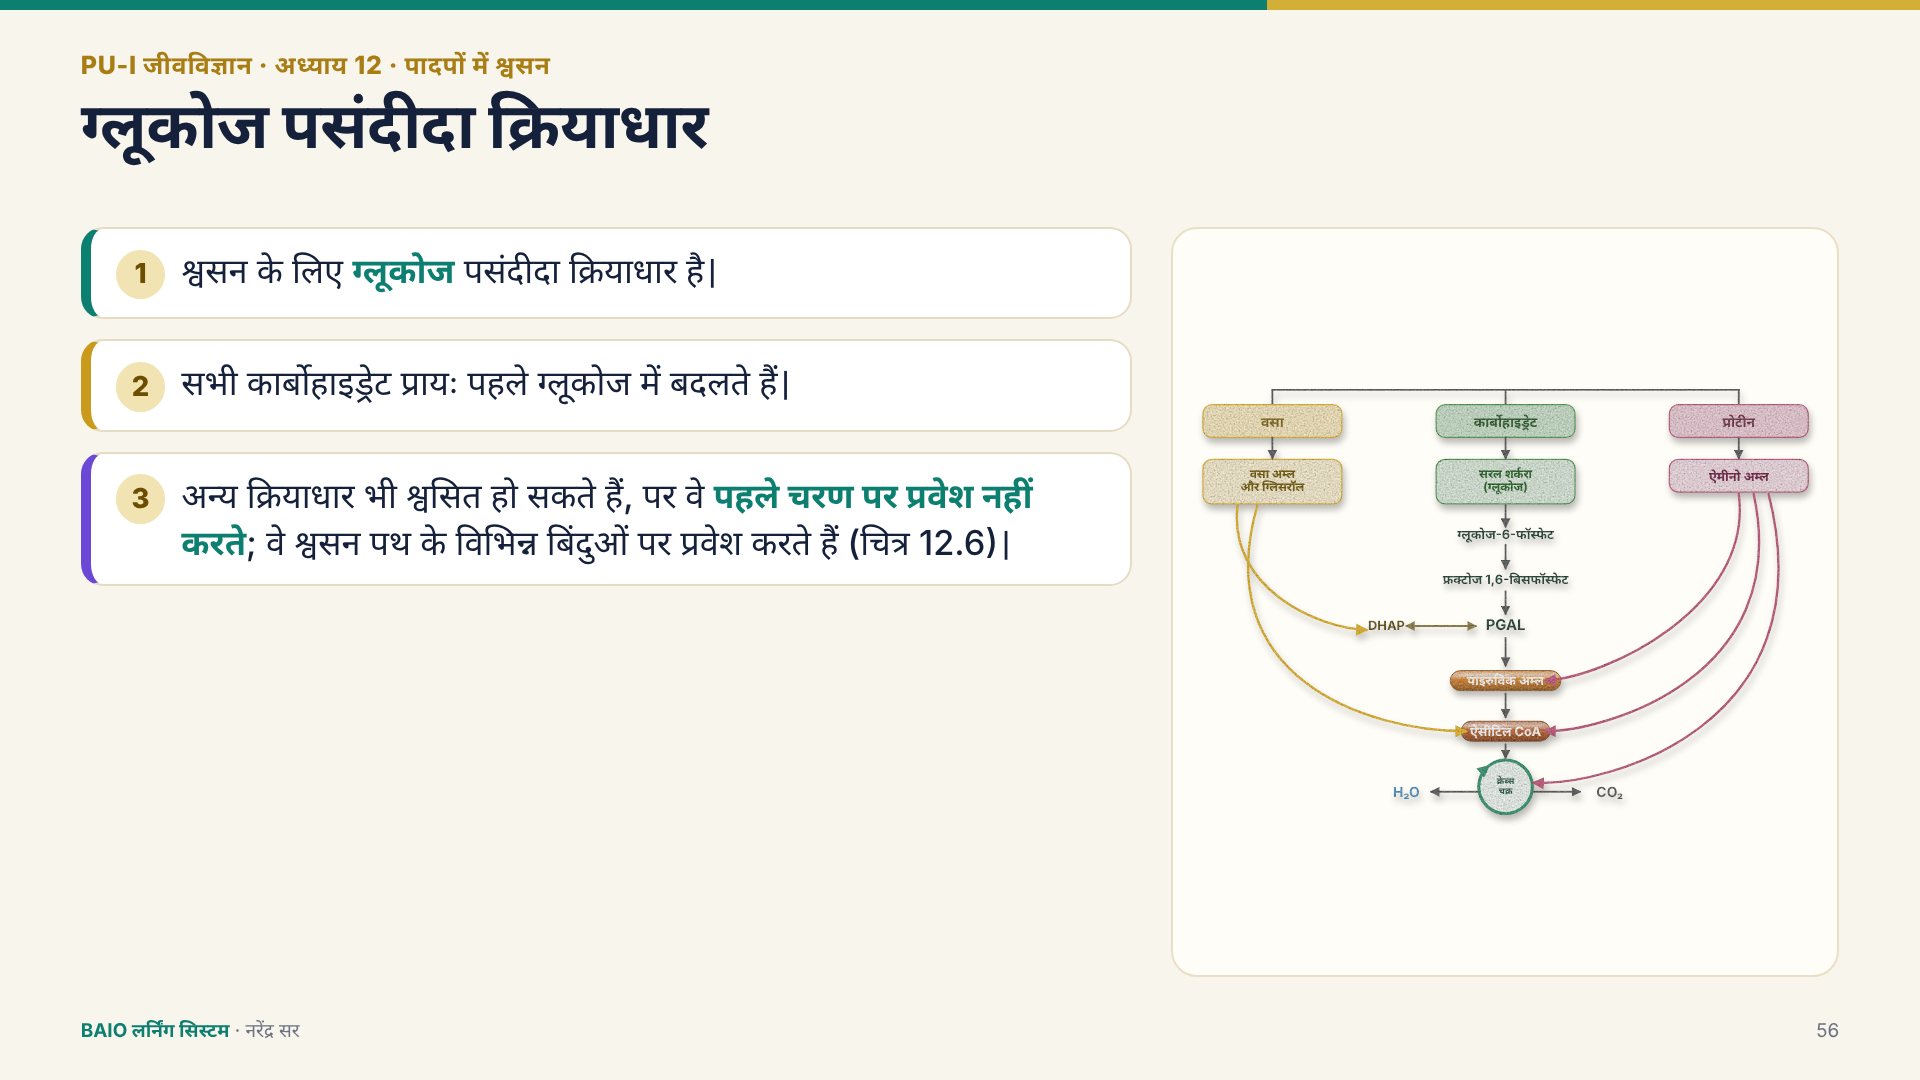 PU-I जीवविज्ञान · अध्याय 12 · पादपों में श्वसन
ग्लूकोज पसंदीदा क्रियाधार
1 श्वसन के लिए ग्लूकोज पसंदीदा क्रियाधार है|
2 सभी कार्बोहाइड्रेट प्रायः पहले ग्लूकोज में बदलते हैं|
3 अन्य क्रियाधार भी श्वसित हो सकते हैं, पर वे पहले चरण पर प्रवेश नहीं
करते; वे श्वसन पथ के विभिन्न बिंदुओं पर प्रवेश करते हैं (चित्र 12.6)|
वसा कार्बोहाइड्रेट प्रोटीन
वसा अम्ल
और ग्लिसरॉल
सरल शर्करा
(ग्लूकोज)
ऐमीनो अम्ल
ग्लूकोज-6-फॉस्फेट
फ्रक्टोज 1,6-बिसफॉस्फेट
DHAP PGAL
पाइरुविक अम्ल
ऐसीटिल CoA
क्रेब्स
चक्र
H₂O CO₂
BAIO लर्निंग सिस्टम · नरेंद्र सर
56